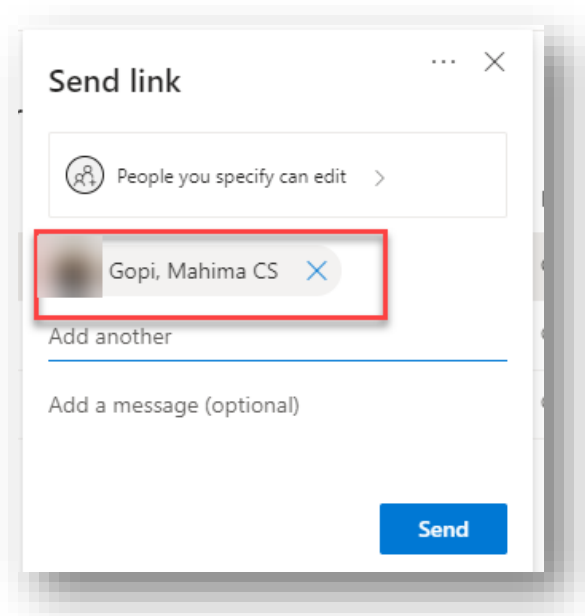 Send link
People you specify can edit
Gopi, Mahima CS
Add another
Add a message (optional)
Send